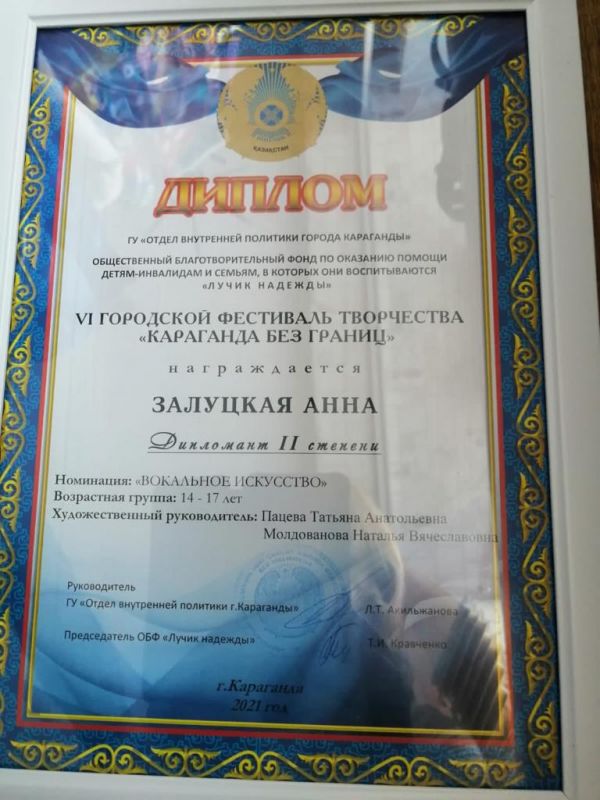 ҚАЗАҚСТАН
ДИПЛОМ
ГУ «ОТДЕЛ ВНУТРЕННЕЙ ПОЛИТИКИ ГОРОДА КАРАГАНДЫ»
ОБЩЕСТВЕННЫЙ БЛАГОТВОРИТЕЛЬНЫЙ ФОНД ПО ОКАЗАНИЮ ПОМОЩИ
ДЕТЯМ-ИНВАЛИДАМ И СЕМЬЯМ, В КОТОРЫХ ОНИ ВОСПИТЫВАЮТСЯ
«ЛУЧИК НАДЕЖДЫ»
VI ГОРОДСКОЙ ФЕСТИВАЛЬ ТВОРЧЕСТВА
«КАРАГАНДА БЕЗ ГРАНИЦ»
награждается
ЗАЛУЦКАЯ АННА
Дипломант II степени
Номинация: «ВОКАЛЬНОЕ ИСКУССТВО»
Возрастная группа: 14 - 17 лет
Художественный руководитель: Пацева Татьяна Анатольевна
Молдованова Наталья Вячеславовна
Руководитель
ГУ «Отдел внутренней политики г.Караганды» Л.Т. Акильжанова
Председатель ОБФ «Лучик надежды» Т.И. Кравченко
г.Караганда
2021 год